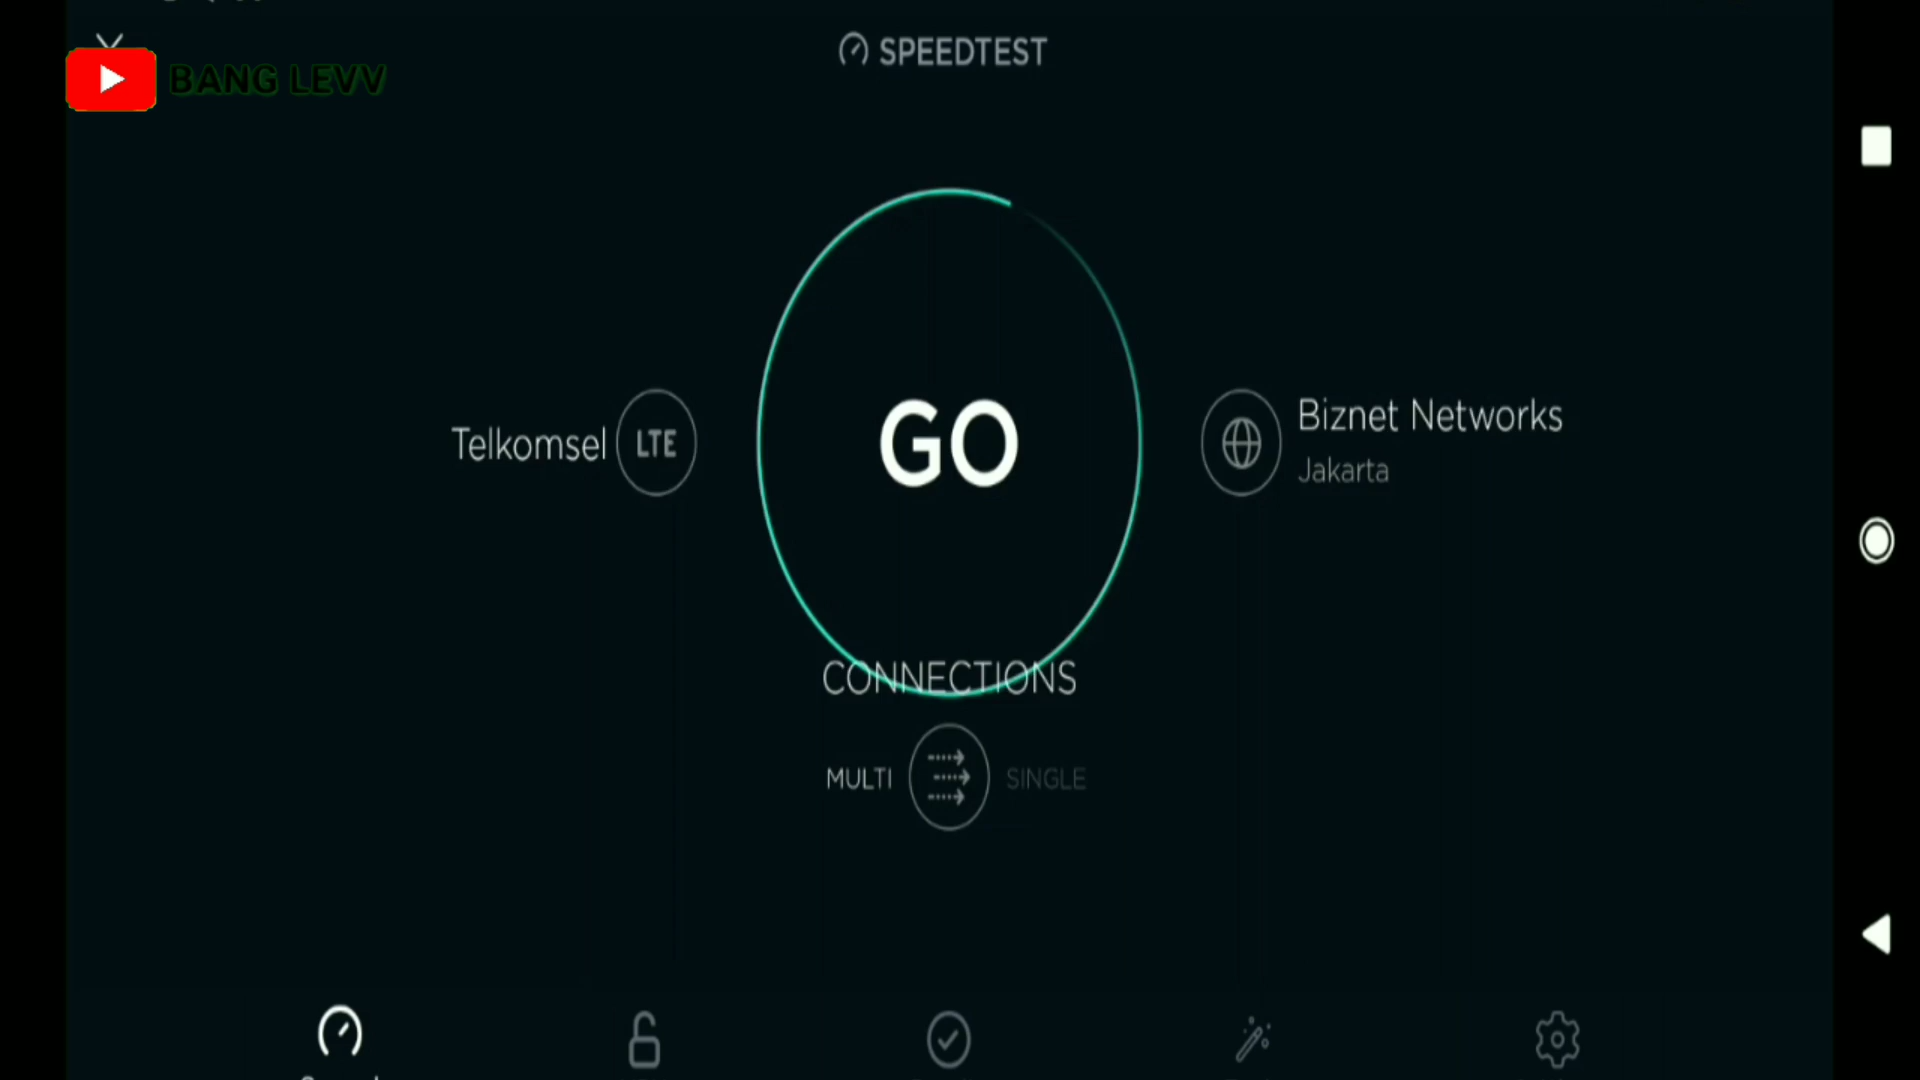 SPEEDTEST
BANG LEVV
GO
Telkomsel
LTE
Biznet Networks
Jakarta
CONNECTIONS
MULTI
SINGLE